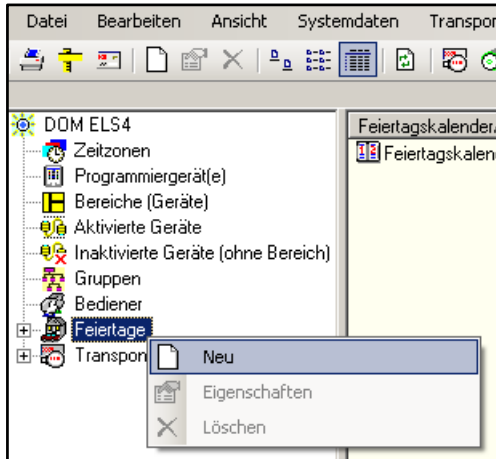 Datei Bearbeiten Ansicht Systemdaten
DOM ELS4
Zeitzonen
Programmiergerät(e)
Bereiche (Geräte)
Aktivierte Geräte
Inaktivierte Geräte (ohne Bereich)
Gruppen
Bediener
Feiertage
Neu
Eigenschaften
Löschen